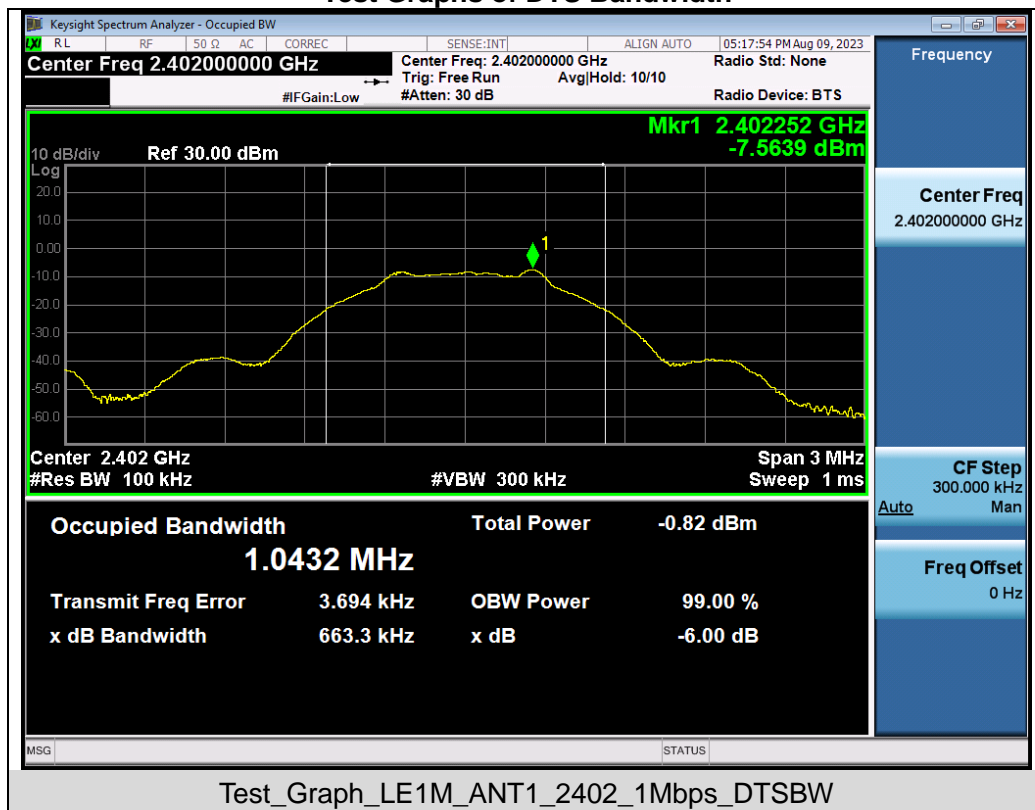 Test Graphs of DTS Bandwidth
Keysight Spectrum Analyzer - Occupied BW
LXI RL RF 50 Ω AC CORREC SENSE:INT ALIGN AUTO 05:17:54 PM Aug 09, 2023
Center Freq 2.402000000 GHz
Center Freq: 2.402000000 GHz Radio Std: None
Trig: Free Run Avg|Hold: 10/10
#IFGain:Low #Atten: 30 dB Radio Device: BTS
Mkr1 2.402252 GHz
-7.5639 dBm
10 dB/div Ref 30.00 dBm
Log
20.0
10.0
0.00
-10.0
-20.0
-30.0
-40.0
-50.0
-60.0
1
Center 2.402 GHz Span 3 MHz
#Res BW 100 kHz #VBW 300 kHz Sweep 1 ms
Occupied Bandwidth Total Power -0.82 dBm
1.0432 MHz
Transmit Freq Error 3.694 kHz OBW Power 99.00 %
x dB Bandwidth 663.3 kHz x dB -6.00 dB
Frequency
Center Freq
2.402000000 GHz
CF Step
300.000 kHz
Auto Man
Freq Offset
0 Hz
MSG STATUS
Test_Graph_LE1M_ANT1_2402_1Mbps_DTSBW